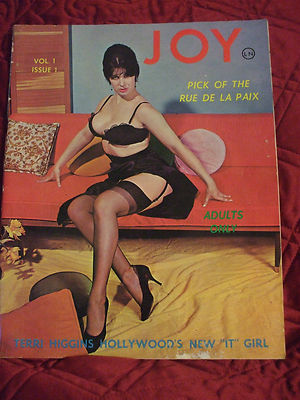 VOL 1
ISSUE 1
JOY
LN
PICK OF THE
RUE DE LA PAIX
ADULTS
ONLY
TERRI HIGGINS HOLLYWOOD'S NEW "IT" GIRL